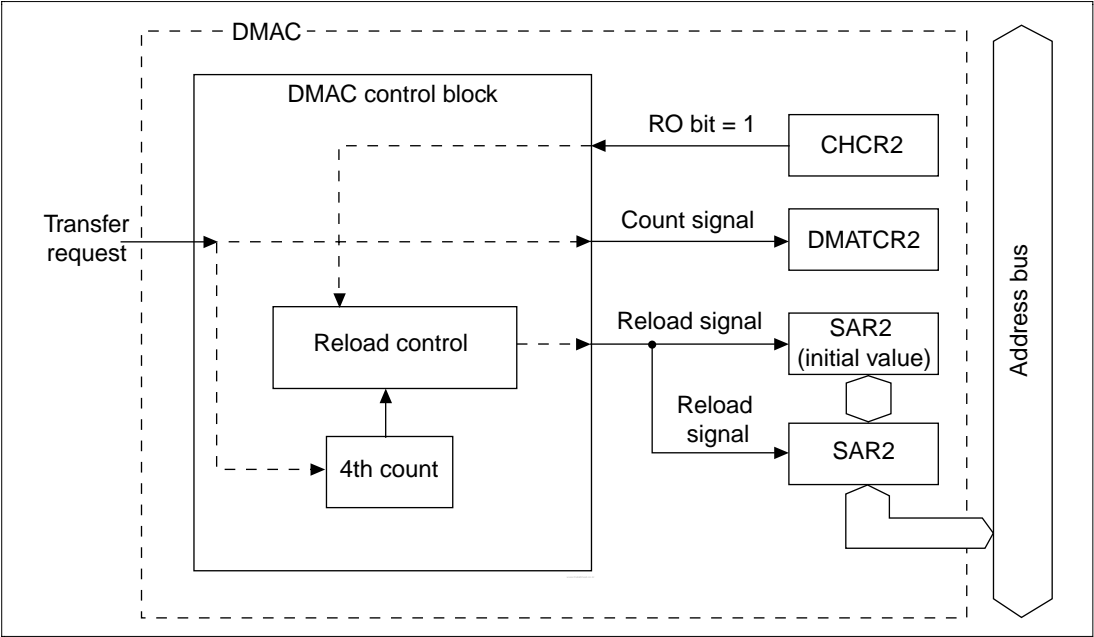 DMAC
DMAC control block
RO bit = 1
CHCR2
Transfer
request
Count signal
DMATCR2
Reload control
Reload signal
SAR2
(initial value)
Reload
signal
SAR2
4th count
Address bus